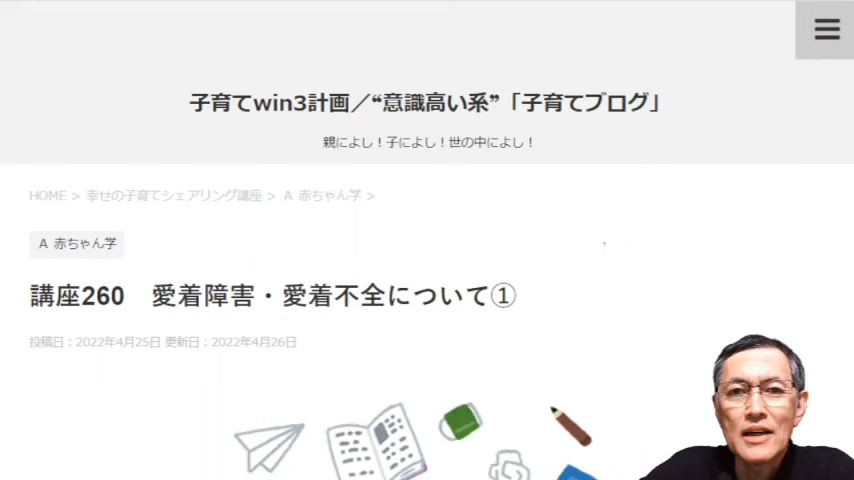 子育てwin3計画／“意識高い系”「子育てブログ」
親によし！子によし！世の中によし！
HOME > 幸せの子育てシェアリング講座 > A 赤ちゃん学 >
A 赤ちゃん学
講座260　愛着障害・愛着不全について①
投稿日：2022年4月25日 更新日：2022年4月26日